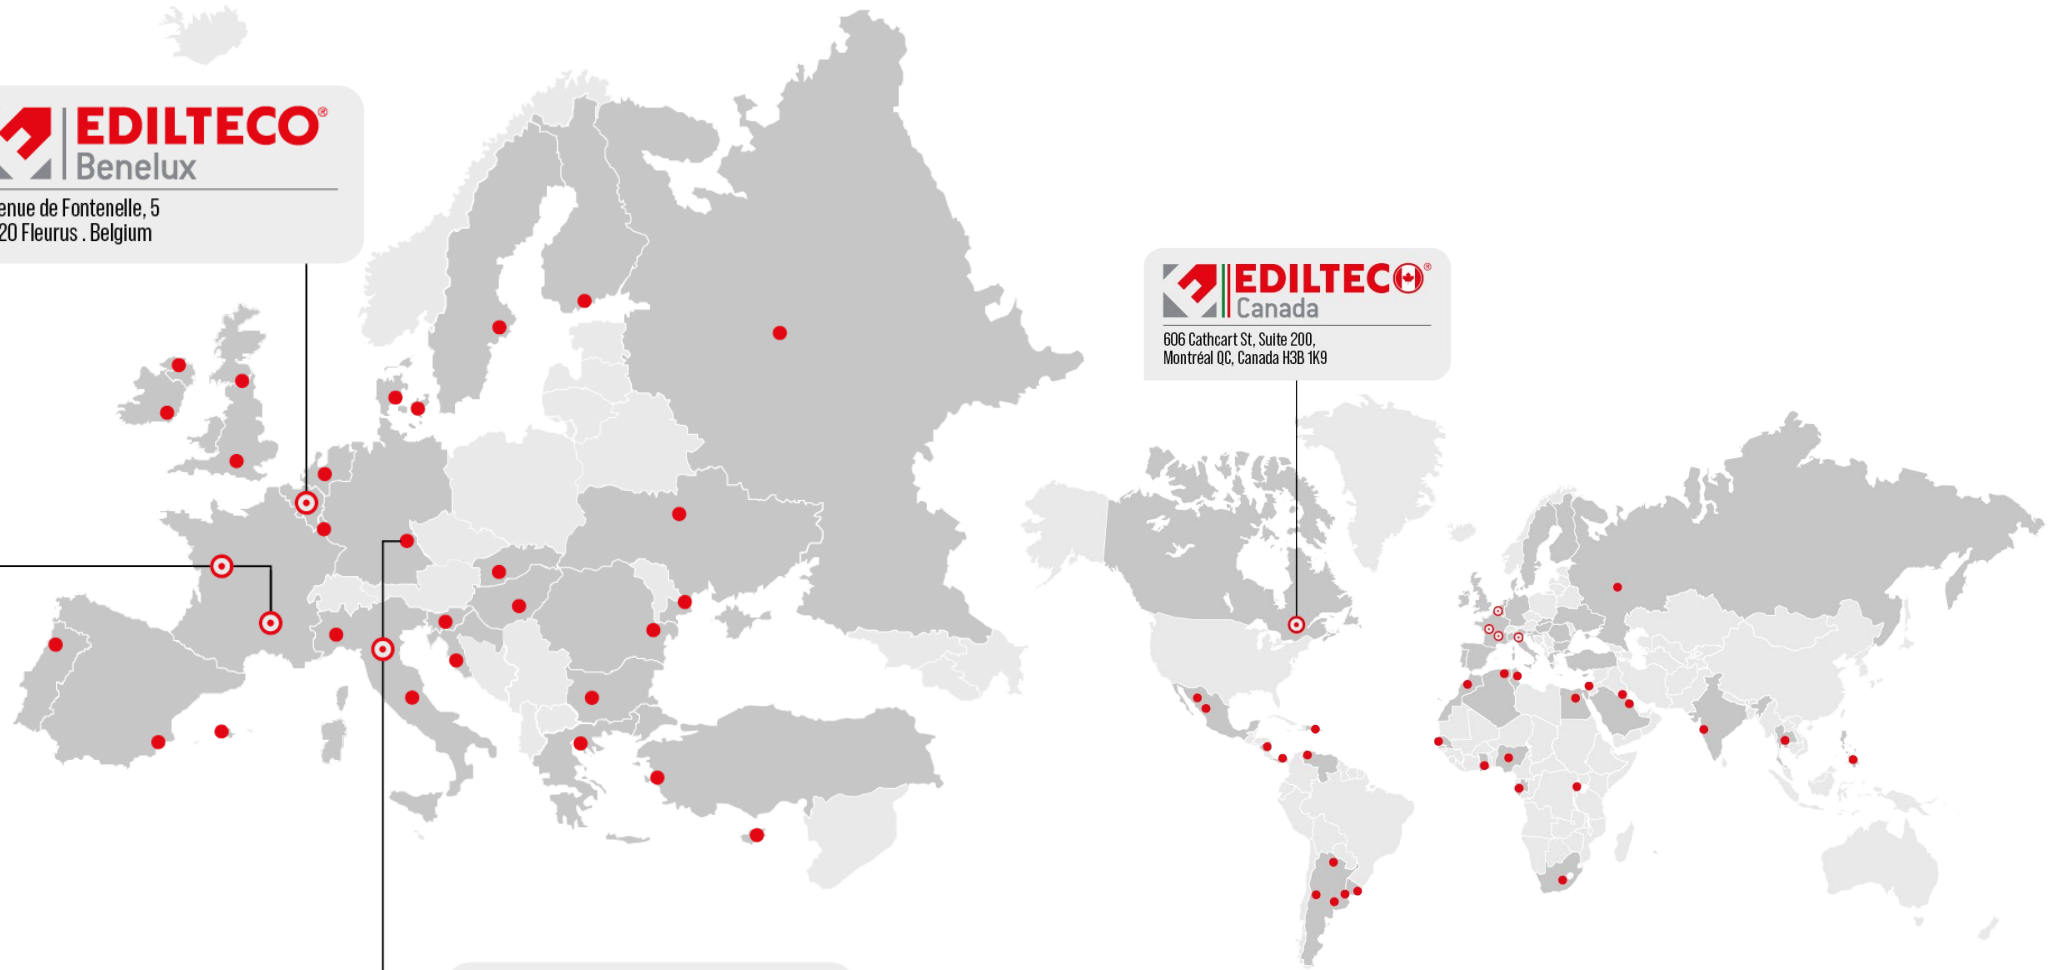 EDILTECO®
Benelux
enue de Fontenelle, 5
20 Fleurus . Belgium
EDILTECO®
Canada
606 Cathcart St, Suite 200,
Montréal QC, Canada H3B 1K9